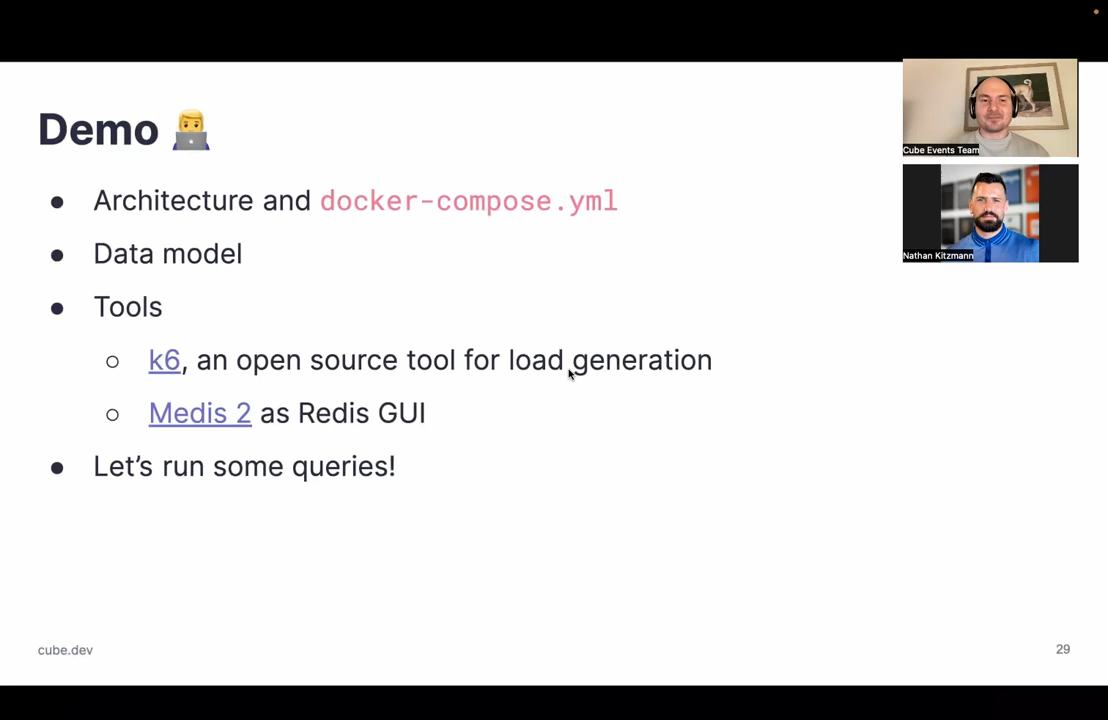 Demo 👨‍💻
● Architecture and docker-compose.yml
● Data model
● Tools
○ k6, an open source tool for load generation
○ Medis 2 as Redis GUI
● Let’s run some queries!
Cube Events Team
Nathan Kitzmann
cube.dev
29